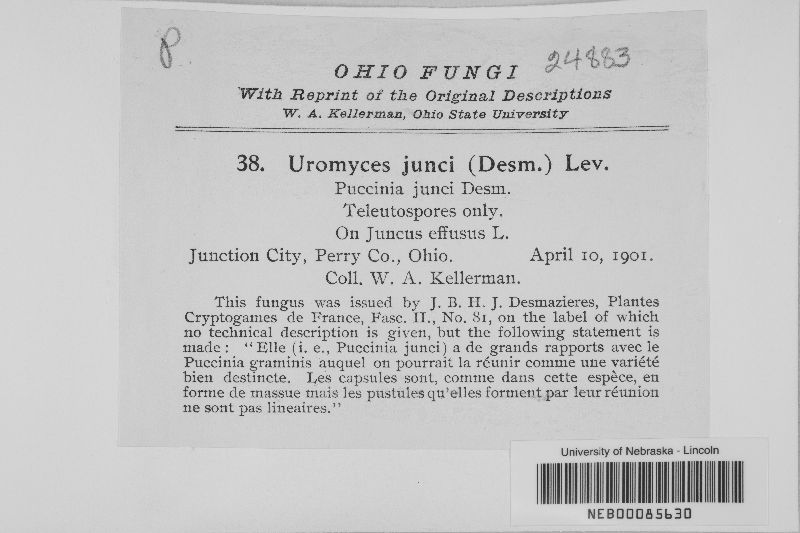 P
24883
OHIO FUNGI
With Reprint of the Original Descriptions
W. A. Kellerman, Ohio State University
38. Uromyces junci (Desm.) Lev.
Puccinia junci Desm.
Teleutospores only.
On Juncus effusus L.
Junction City, Perry Co., Ohio. April 10, 1901.
Coll. W. A. Kellerman.
This fungus was issued by J. B. H. J. Desmazieres, Plantes
Cryptogames de France, Fasc. II., No. 81, on the label of which
no technical description is given, but the following statement is
made: "Elle (i. e., Puccinia junci) a de grands rapports avec le
Puccinia graminis auquel on pourrait la réunir comme une variété
bien destincte. Les capsules sont, comme dans cette espèce, en
forme de massue mais les pustules qu'elles forment par leur réunion
ne sont pas lineaires."
University of Nebraska - Lincoln
NEB00085630